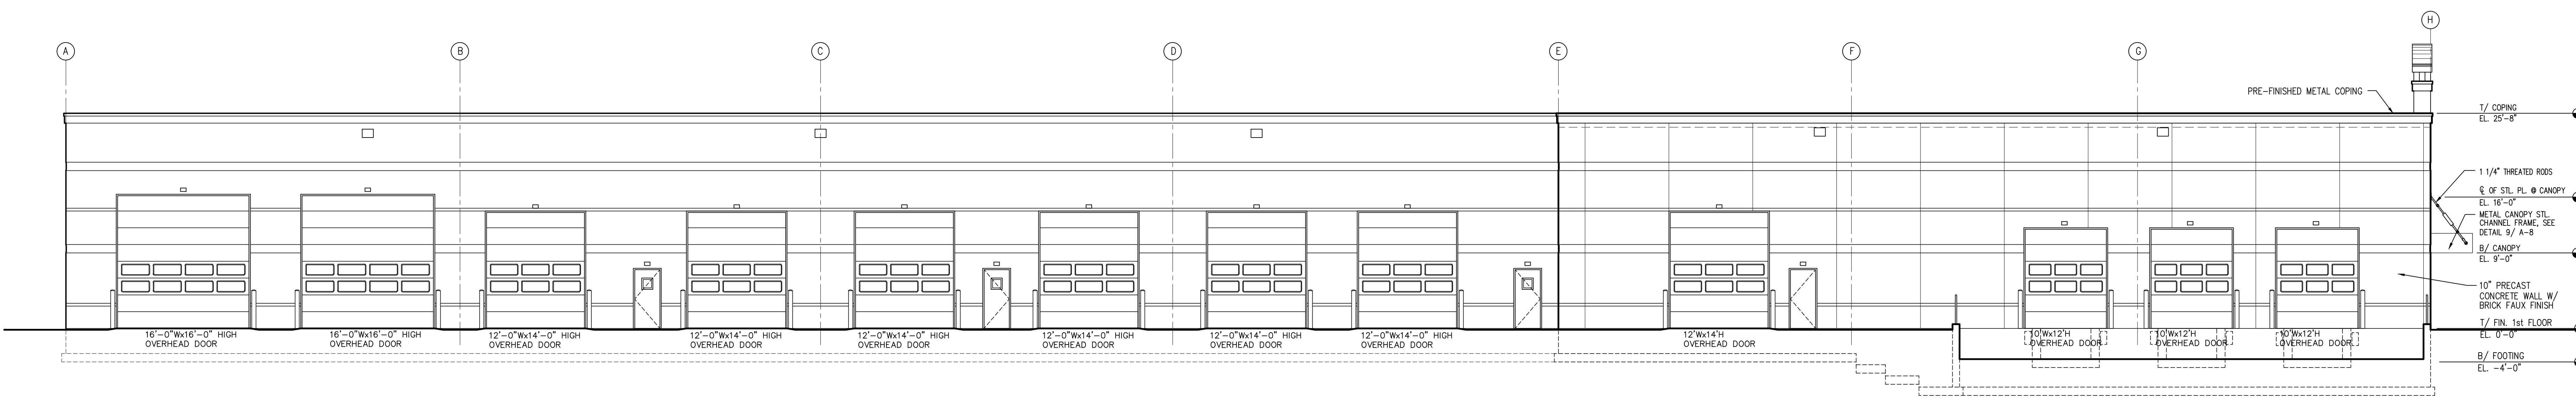 H
A
B
C
D
E
F
G
PRE-FINISHED METAL COPING
T/ COPING
EL. 25'-8"
1 1/4" THREATED RODS
℄ OF STL. PL. @ CANOPY
EL. 16'-0"
METAL CANOPY STL.
CHANNEL FRAME, SEE
DETAIL 9/ A-8
B/ CANOPY
EL. 9'-0"
10" PRECAST
CONCRETE WALL W/
BRICK FAUX FINISH
T/ FIN. 1st FLOOR
EL. 0'-0"
B/ FOOTING
EL. -4'-0"
16'-0"Wx16'-0" HIGH
OVERHEAD DOOR
16'-0"Wx16'-0" HIGH
OVERHEAD DOOR
12'-0"Wx14'-0" HIGH
OVERHEAD DOOR
12'-0"Wx14'-0" HIGH
OVERHEAD DOOR
12'-0"Wx14'-0" HIGH
OVERHEAD DOOR
12'-0"Wx14'-0" HIGH
OVERHEAD DOOR
12'-0"Wx14'-0" HIGH
OVERHEAD DOOR
12'-0"Wx14'-0" HIGH
OVERHEAD DOOR
12'Wx14'H
OVERHEAD DOOR
10'Wx12'H
OVERHEAD DOOR
10'Wx12'H
OVERHEAD DOOR
10'Wx12'H
OVERHEAD DOOR